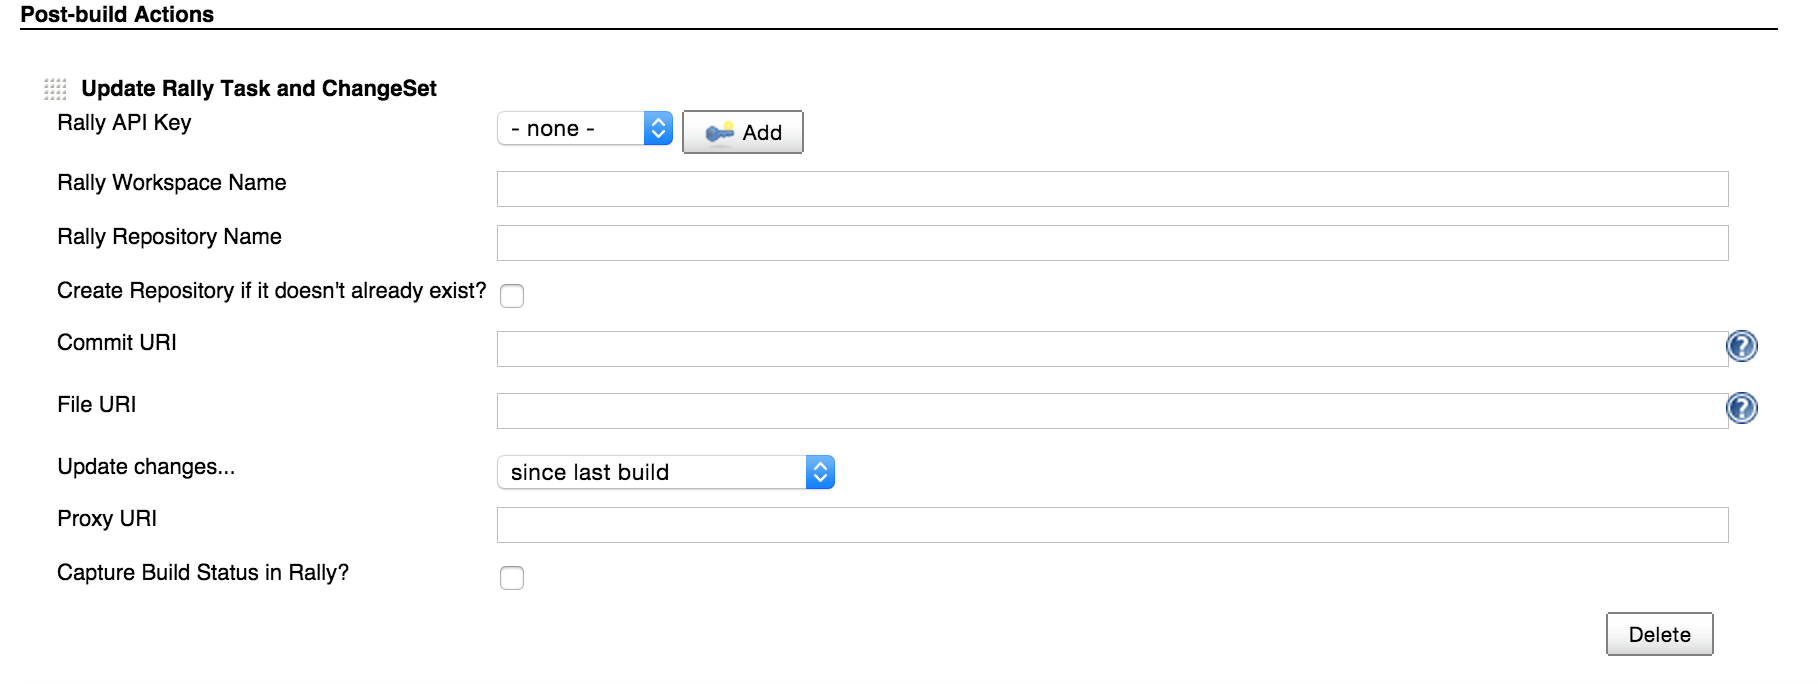 Post-build Actions
Update Rally Task and ChangeSet
Rally API Key
- none -
Add
Rally Workspace Name
Rally Repository Name
Create Repository if it doesn't already exist?
Commit URI
?
File URI
?
Update changes...
since last build
Proxy URI
Capture Build Status in Rally?
Delete